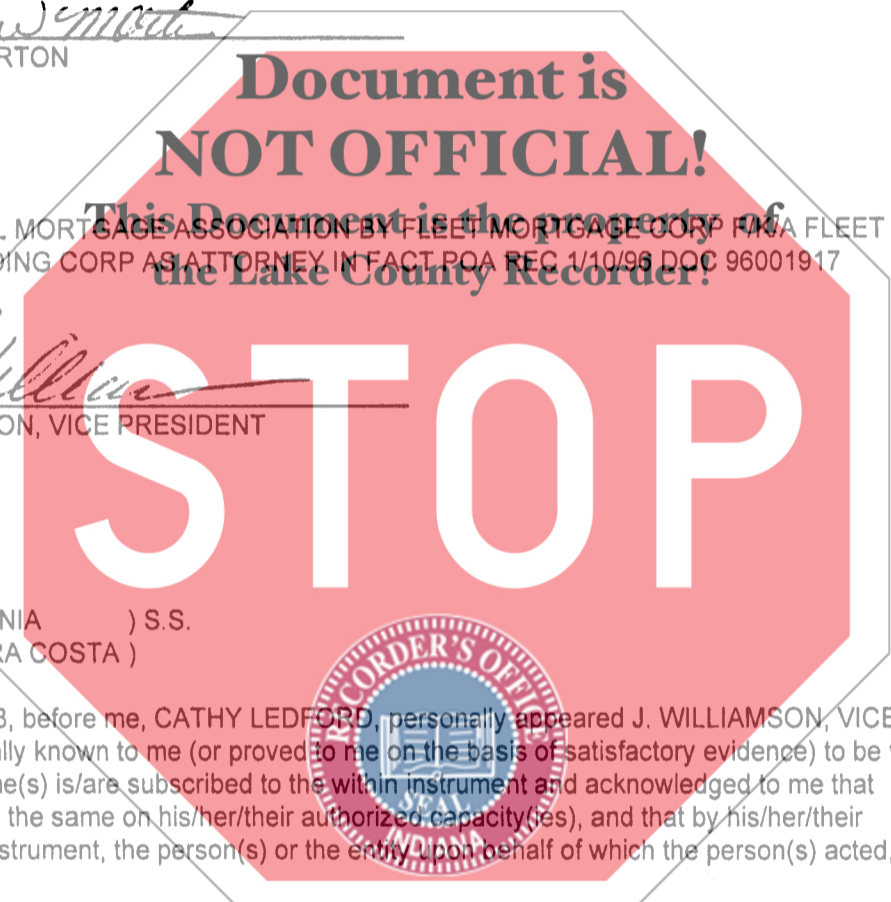 RTON
Document is
NOT OFFICIAL!
This Document is the property of
the Lake County Recorder!
MORTGAGE ASSOCIATION BY FLEET MORTGAGE CORP F/K/A FLEET
DING CORP AS ATTORNEY IN FACT POA REC 1/10/96 DOC 96001917
STOP
ON, VICE PRESIDENT
NIA ) S.S.
RA COSTA )
RECORDER'S OFFICE
SEAL
INDIANA
, before me, CATHY LEDFORD, personally appeared J. WILLIAMSON, VICE
ally known to me (or proved to me on the basis of satisfactory evidence) to be
me(s) is/are subscribed to the within instrument and acknowledged to me that
the same on his/her/their authorized capacity(ies), and that by his/her/their
strument, the person(s) or the entity upon behalf of which the person(s) acted,